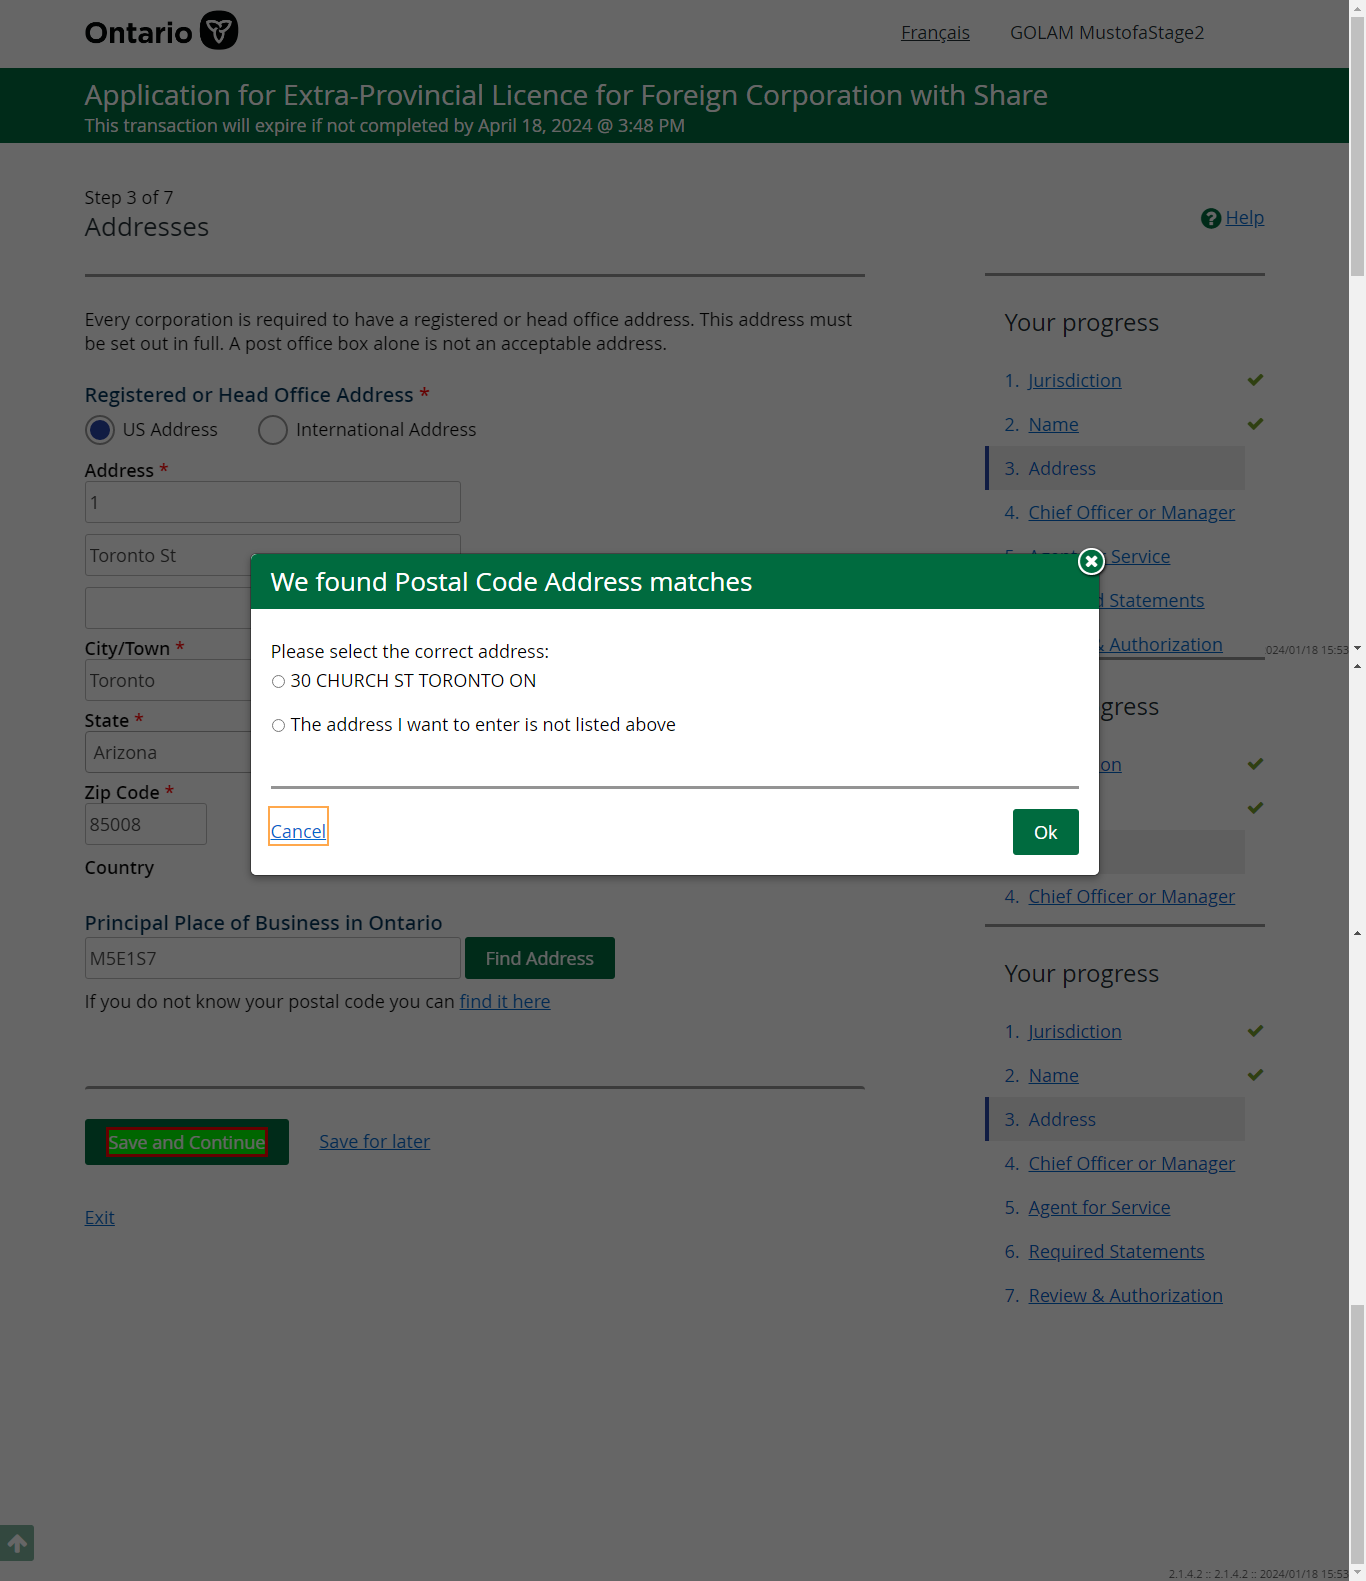 Ontario
Français
GOLAM MustofaStage2
Application for Extra-Provincial Licence for Foreign Corporation with Share
This transaction will expire if not completed by April 18, 2024 @ 3:48 PM
Step 3 of 7
Addresses
Help
Every corporation is required to have a registered or head office address. This address must
be set out in full. A post office box alone is not an acceptable address.
Registered or Head Office Address *
US Address
International Address
Address *
1
Toronto St
City/Town *
Toronto
State *
Arizona
Zip Code *
85008
Country
Principal Place of Business in Ontario
M5E1S7
Find Address
If you do not know your postal code you can find it here
Save and Continue
Save for later
Exit
We found Postal Code Address matches
Please select the correct address:
30 CHURCH ST TORONTO ON
The address I want to enter is not listed above
Cancel
Ok
Your progress
1. Jurisdiction
2. Name
3. Address
4. Chief Officer or Manager
Service
Statements
& Authorization
024/01/18 15:53
gress
on
4. Chief Officer or Manager
Your progress
1. Jurisdiction
2. Name
3. Address
4. Chief Officer or Manager
5. Agent for Service
6. Required Statements
7. Review & Authorization
2.1.4.2 :: 2.1.4.2 :: 2024/01/18 15:53